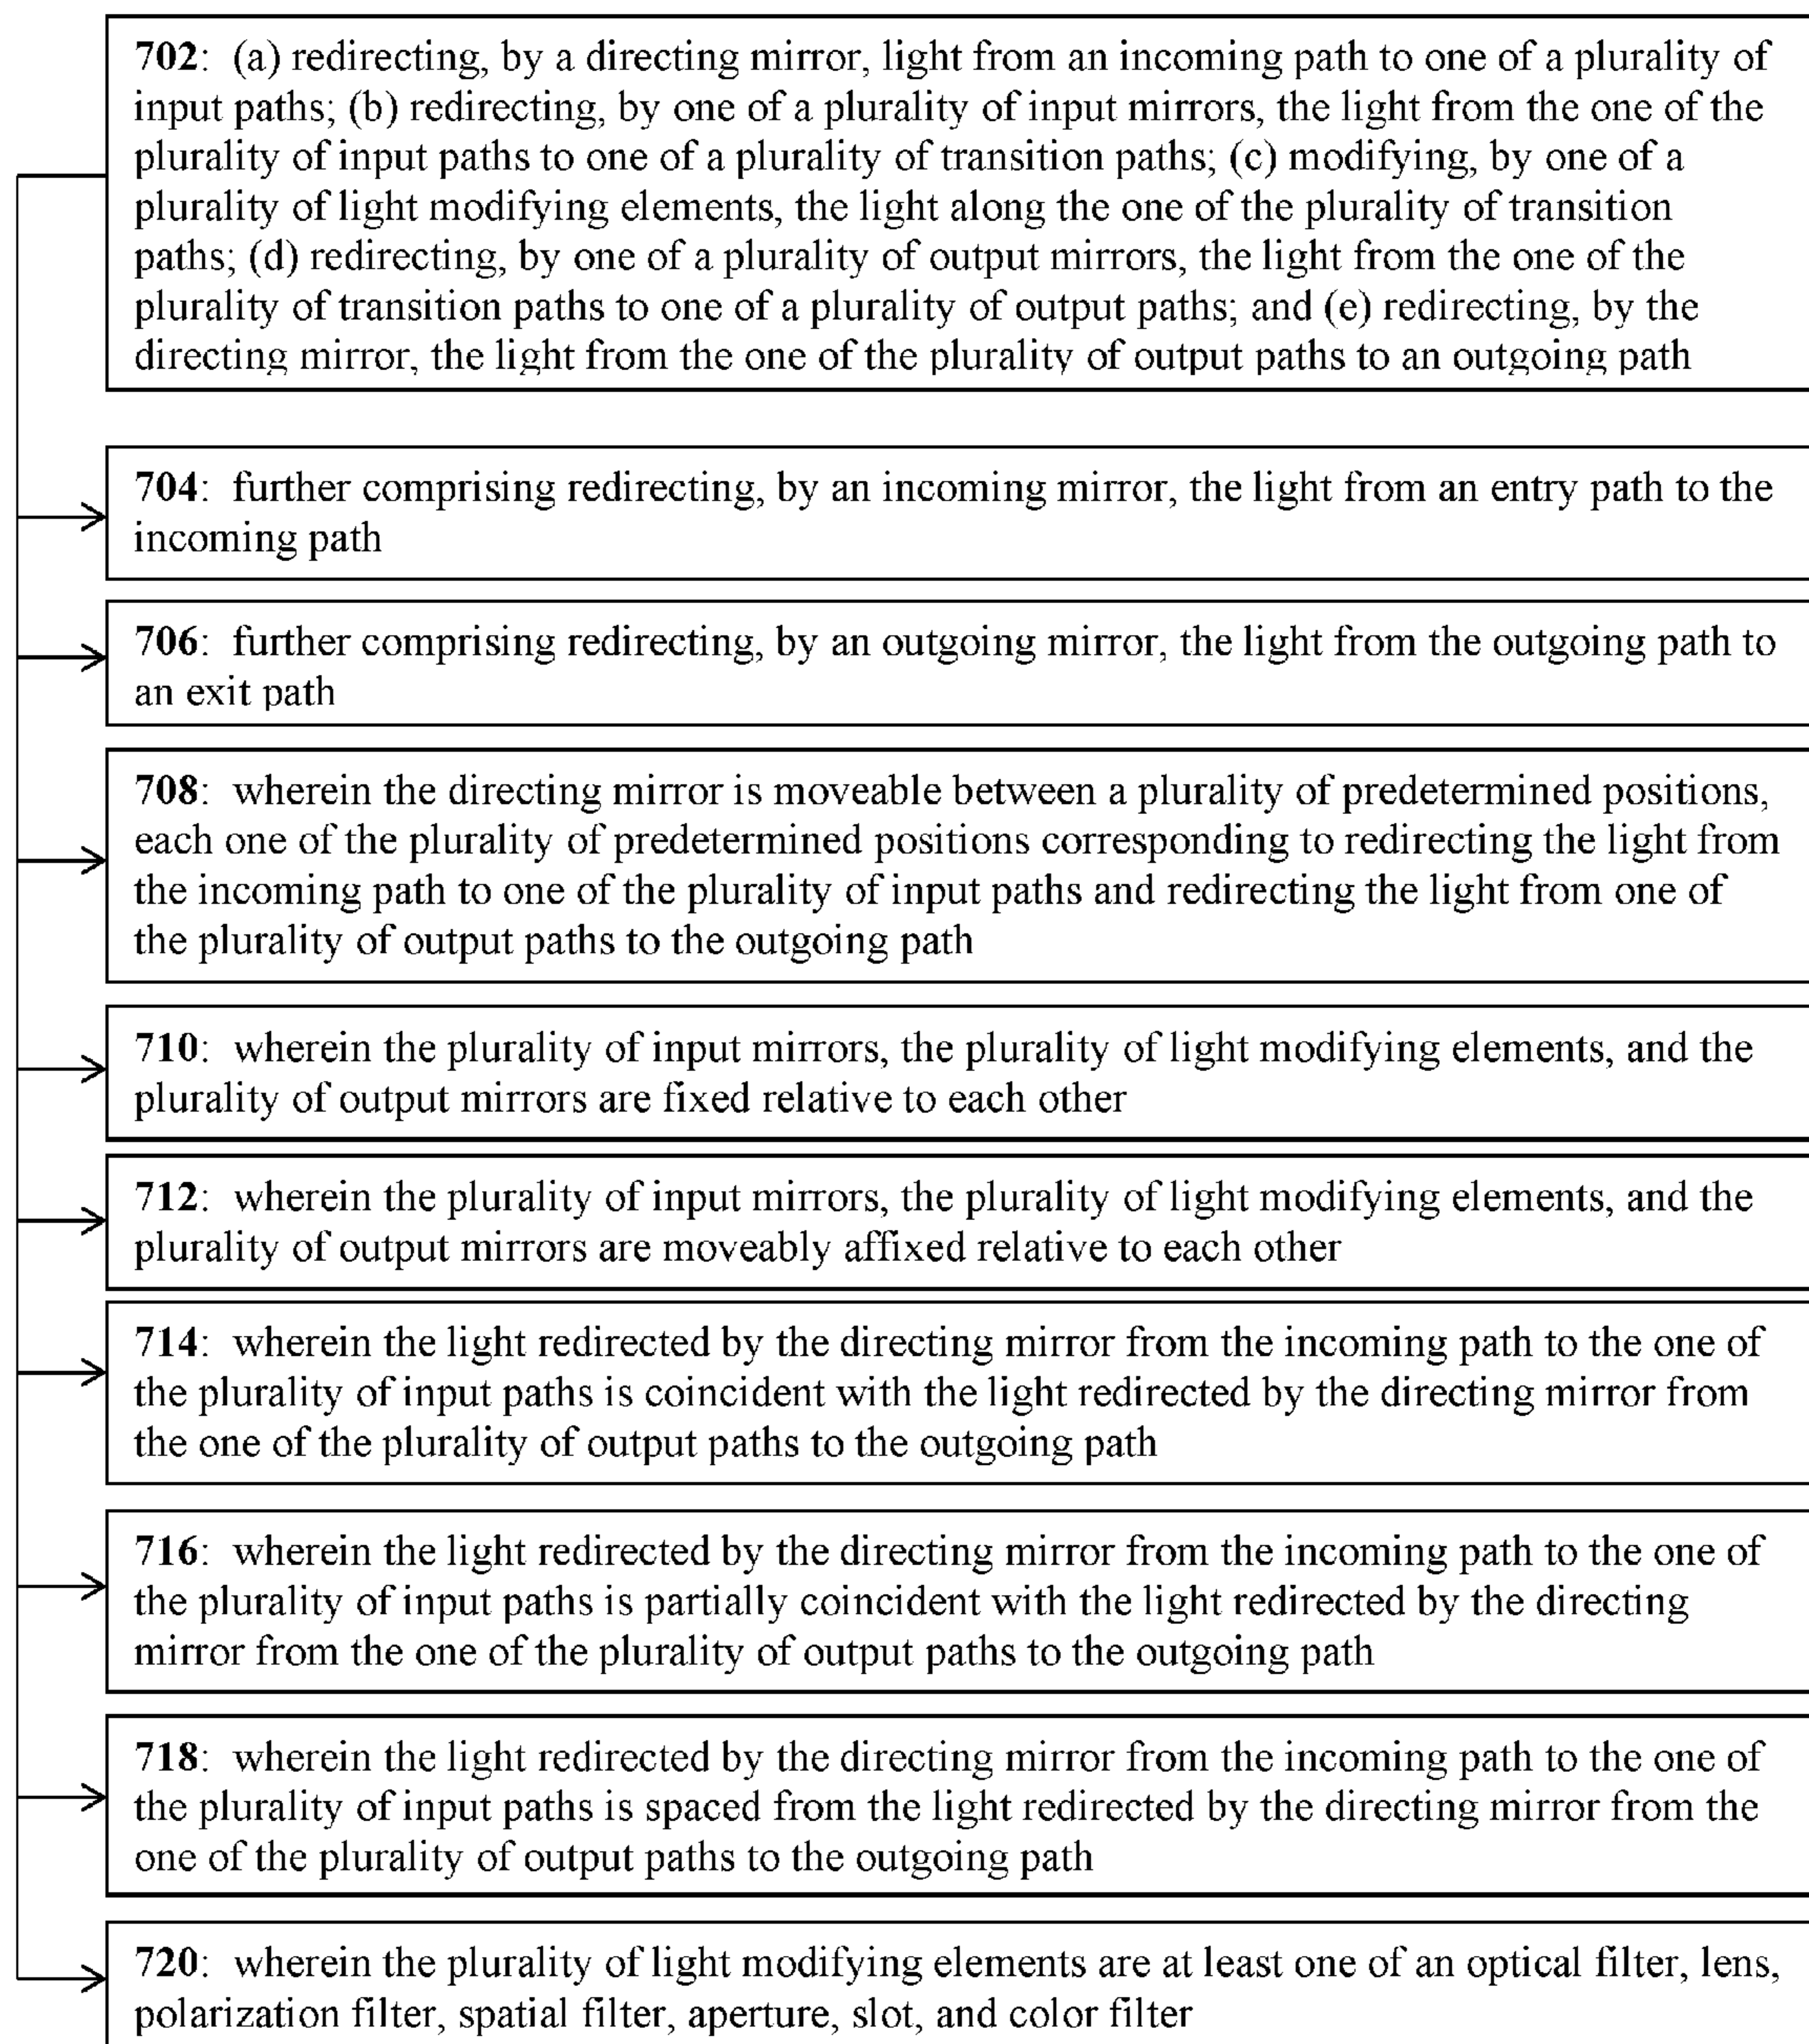 702: (a) redirecting, by a directing mirror, light from an incoming path to one of a plurality of
input paths; (b) redirecting, by one of a plurality of input mirrors, the light from the one of the
plurality of input paths to one of a plurality of transition paths; (c) modifying, by one of a
plurality of light modifying elements, the light along the one of the plurality of transition
paths; (d) redirecting, by one of a plurality of output mirrors, the light from the one of the
plurality of transition paths to one of a plurality of output paths; and (e) redirecting, by the
directing mirror, the light from the one of the plurality of output paths to an outgoing path
704: further comprising redirecting, by an incoming mirror, the light from an entry path to the
incoming path
706: further comprising redirecting, by an outgoing mirror, the light from the outgoing path to
an exit path
708: wherein the directing mirror is moveable between a plurality of predetermined positions,
each one of the plurality of predetermined positions corresponding to redirecting the light from
the incoming path to one of the plurality of input paths and redirecting the light from one of
the plurality of output paths to the outgoing path
710: wherein the plurality of input mirrors, the plurality of light modifying elements, and the
plurality of output mirrors are fixed relative to each other
712: wherein the plurality of input mirrors, the plurality of light modifying elements, and the
plurality of output mirrors are moveably affixed relative to each other
714: wherein the light redirected by the directing mirror from the incoming path to the one of
the plurality of input paths is coincident with the light redirected by the directing mirror from
the one of the plurality of output paths to the outgoing path
716: wherein the light redirected by the directing mirror from the incoming path to the one of
the plurality of input paths is partially coincident with the light redirected by the directing
mirror from the one of the plurality of output paths to the outgoing path
718: wherein the light redirected by the directing mirror from the incoming path to the one of
the plurality of input paths is spaced from the light redirected by the directing mirror from the
one of the plurality of output paths to the outgoing path
720: wherein the plurality of light modifying elements are at least one of an optical filter, lens,
polarization filter, spatial filter, aperture, slot, and color filter